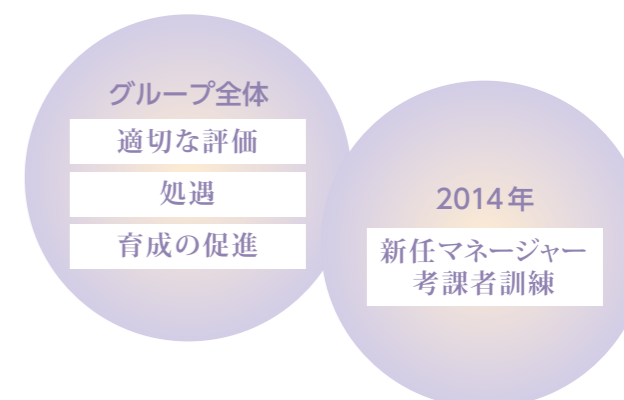 グループ全体
適切な評価
処遇
育成の促進
2014年
新任マネージャー
考課者訓練